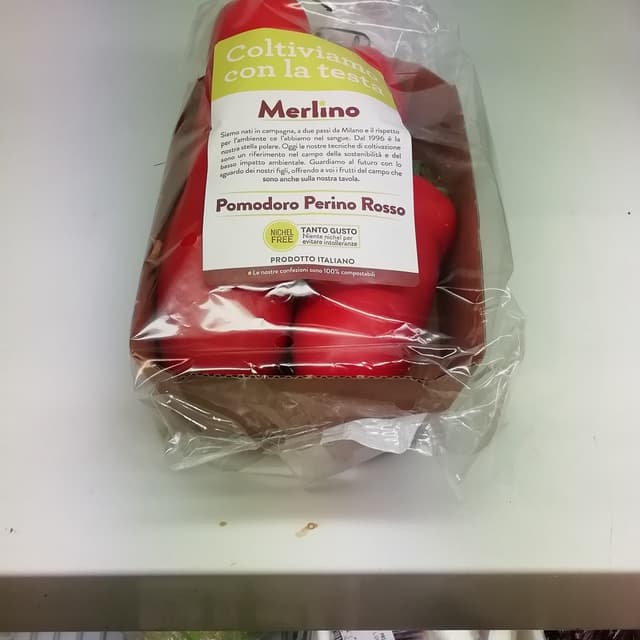 Coltiviamo
con la testa
Merlino
Siamo nati in campagna, a due passi da Milano e il rispetto
per l'ambiente ce l'abbiamo nel sangue. Dal 1996 è la
nostra stella polare. Oggi le nostre tecniche di coltivazione
sono un riferimento nel campo della sostenibilità e del
basso impatto ambientale. Guardiamo al futuro con lo
sguardo dei nostri figli, offrendo a voi i frutti del campo che
sono anche sulla nostra tavola.
Pomodoro Perino Rosso
NICHEL
FREE
TANTO GUSTO
Niente nichel per
evitare intolleranze
PRODOTTO ITALIANO
Le nostre confezioni sono 100% compostabili